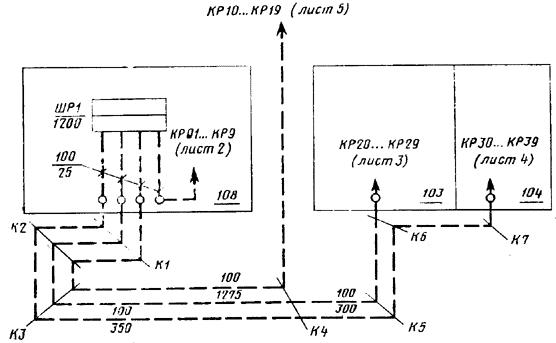 КР10...КР19 (лист 5)
ШР1
1200
КР01... КР9
(лист 2)
100
25
108
КР20... КР29
(лист 3)
КР30... КР39
(лист 4)
103
104
К2
К1
К6
К7
100
1275
100
300
100
350
К3
К4
К5